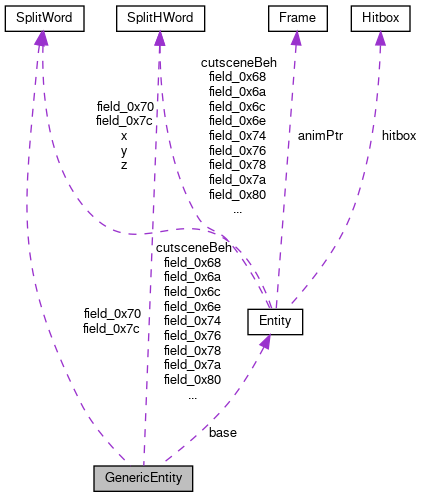 SplitWord
SplitHWord
Frame
Hitbox
cutsceneBeh
field_0x68
field_0x6a
field_0x6c
field_0x6e
field_0x74
field_0x76
field_0x78
field_0x7a
field_0x80
...
field_0x70
field_0x7c
x
y
z
animPtr
hitbox
cutsceneBeh
field_0x68
field_0x6a
field_0x6c
field_0x6e
field_0x74
field_0x76
field_0x78
field_0x7a
field_0x80
...
field_0x70
field_0x7c
Entity
base
GenericEntity